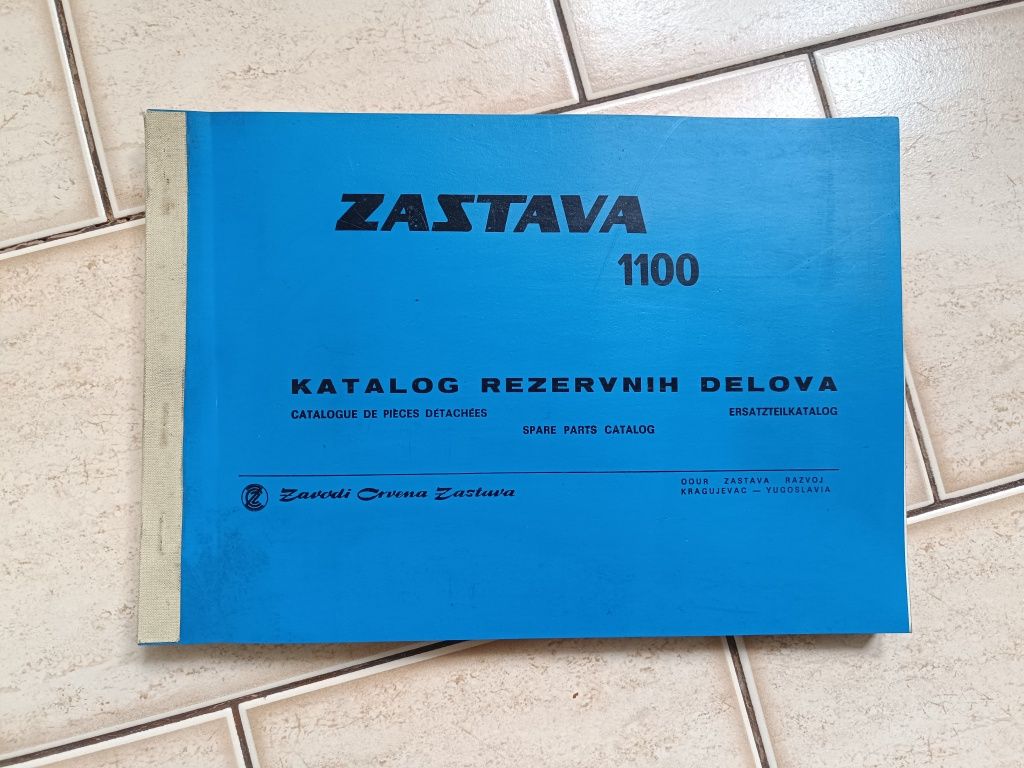 ZASTAVA
1100
KATALOG REZERVNIH DELOVA
CATALOGUE DE PIÈCES DÉTACHÉES
ERSATZTEILKATALOG
SPARE PARTS CATALOG
Zavodi Crvena Zastava
OOUR ZASTAVA RAZVOJ
KRAGUJEVAC — YUGOSLAVIA